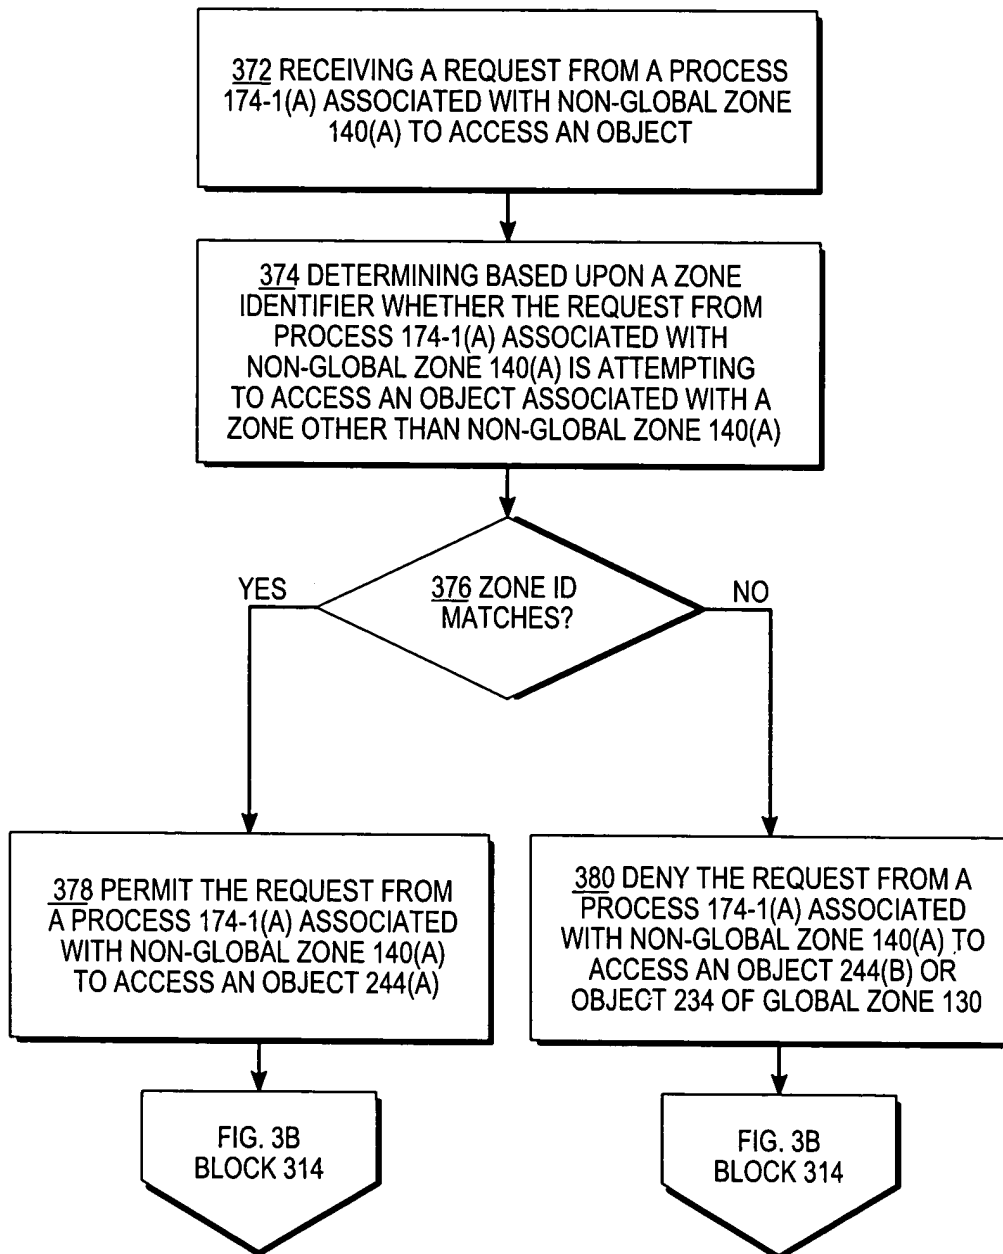 372 RECEIVING A REQUEST FROM A PROCESS
174-1(A) ASSOCIATED WITH NON-GLOBAL ZONE
140(A) TO ACCESS AN OBJECT
374 DETERMINING BASED UPON A ZONE
IDENTIFIER WHETHER THE REQUEST FROM
PROCESS 174-1(A) ASSOCIATED WITH
NON-GLOBAL ZONE 140(A) IS ATTEMPTING
TO ACCESS AN OBJECT ASSOCIATED WITH A
ZONE OTHER THAN NON-GLOBAL ZONE 140(A)
YES
376 ZONE ID
MATCHES?
NO
378 PERMIT THE REQUEST FROM
A PROCESS 174-1(A) ASSOCIATED
WITH NON-GLOBAL ZONE 140(A)
TO ACCESS AN OBJECT 244(A)
380 DENY THE REQUEST FROM A
PROCESS 174-1(A) ASSOCIATED
WITH NON-GLOBAL ZONE 140(A) TO
ACCESS AN OBJECT 244(B) OR
OBJECT 234 OF GLOBAL ZONE 130
FIG. 3B
BLOCK 314
FIG. 3B
BLOCK 314